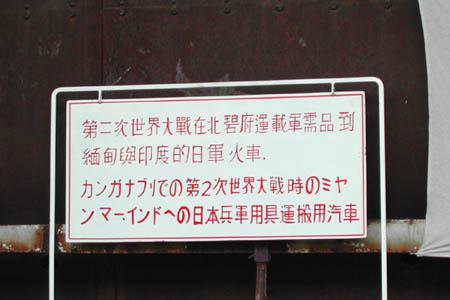 第二次世界大戰在北碧府運載軍需品到
緬甸與印度的日軍火車.
カンガナブリでの第2次世界大戦時のミャ
ンマー.インドへの日本兵軍用具運搬用汽車